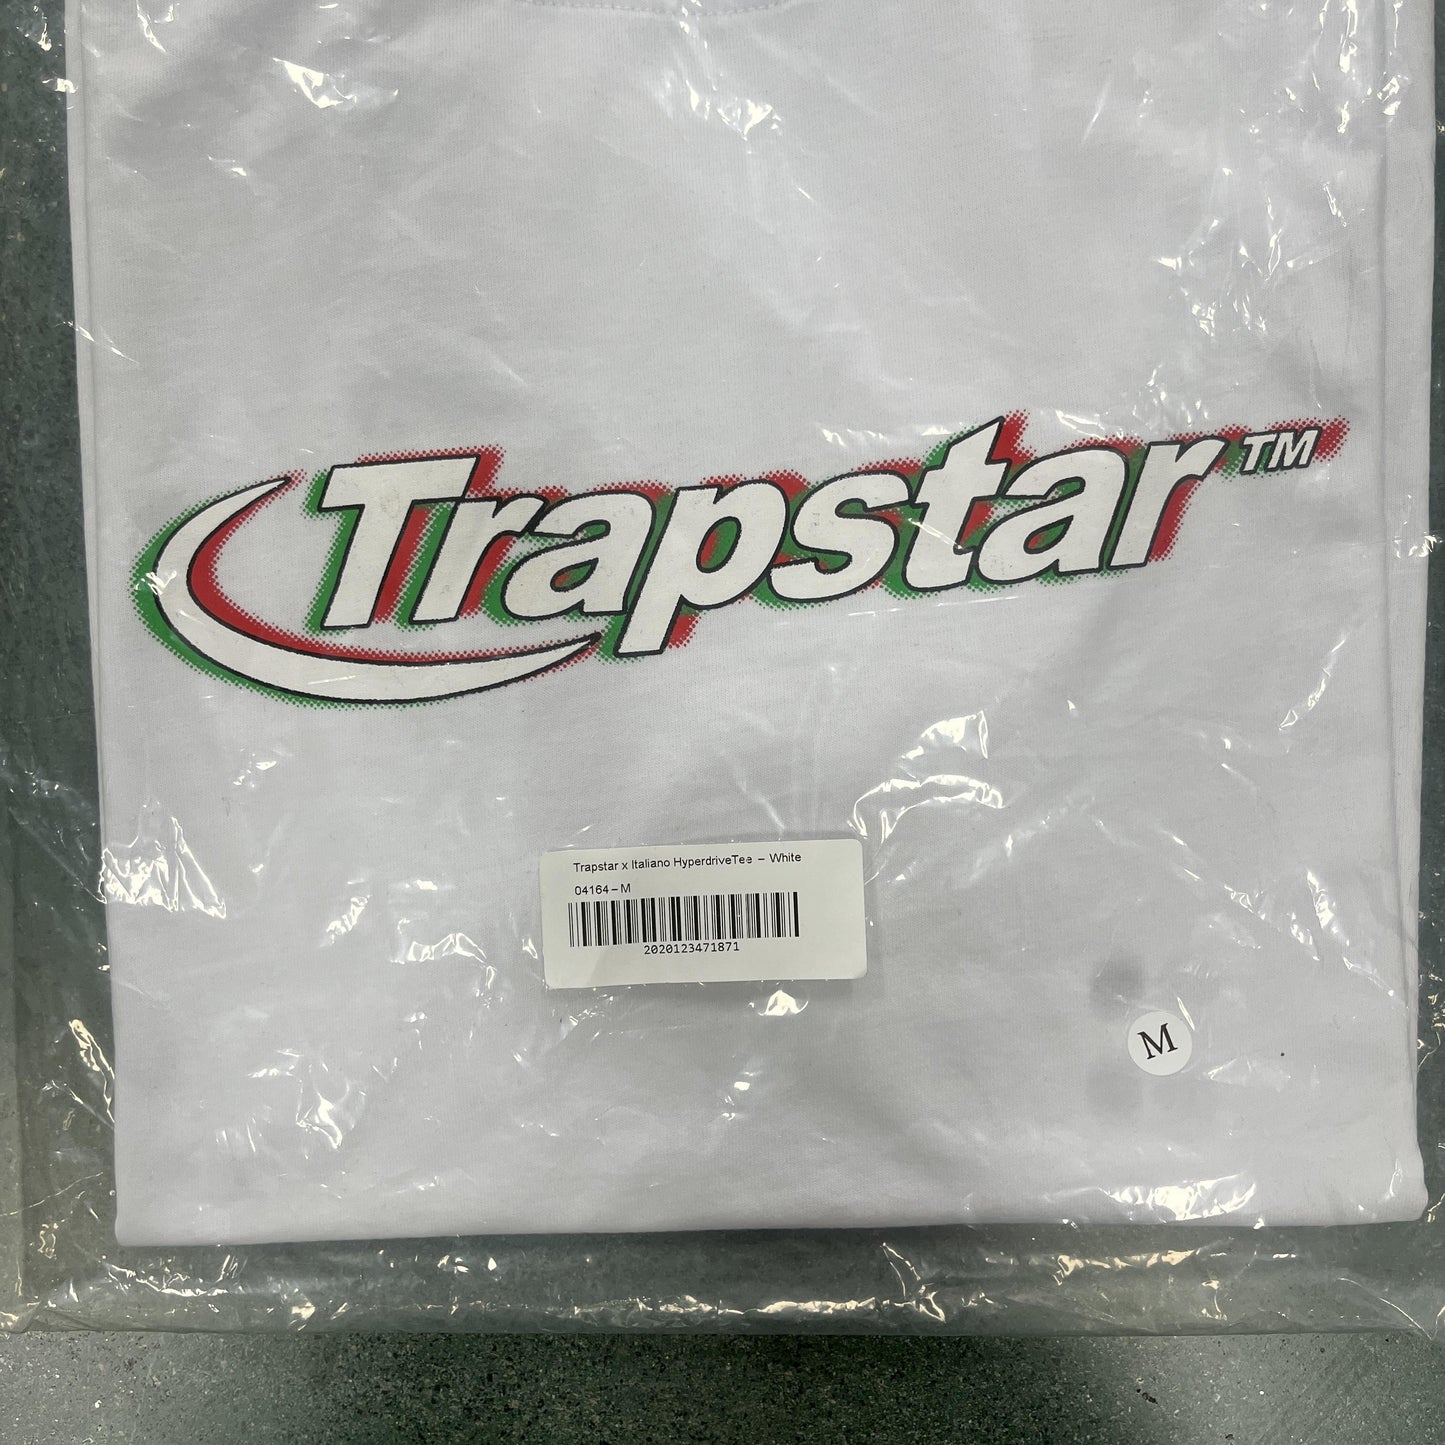 Trapstar™
Trapstar x Italiano HyperdriveTee – White
04164–M
2020123471871
M